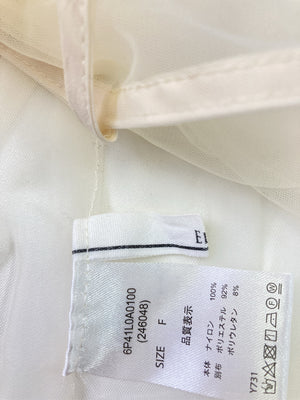 6P41L0A0100
(246048)
SIZE F
品質表示
本体 ナイロン 100%
別布 ポリエステル 92%
ポリウレタン 8%
Y731